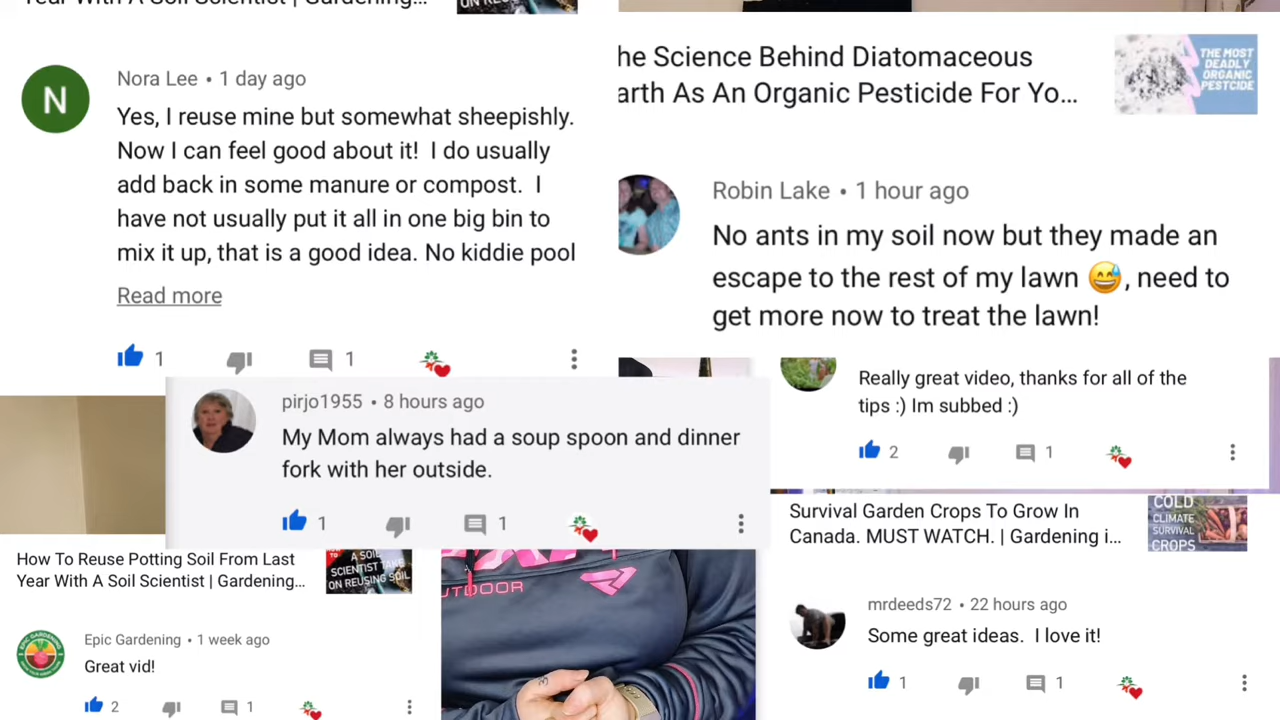 Year With A Soil Scientist | Gardening...
ON REUS
Nora Lee • 1 day ago
N
Yes, I reuse mine but somewhat sheepishly.
Now I can feel good about it!  I do usually
add back in some manure or compost.  I
have not usually put it all in one big bin to
mix it up, that is a good idea. No kiddie pool
Read more
1
1
he Science Behind Diatomaceous
arth As An Organic Pesticide For Yo...
THE MOST
DEADLY
ORGANIC
PESTCIDE
Robin Lake • 1 hour ago
No ants in my soil now but they made an
escape to the rest of my lawn 😅, need to
get more now to treat the lawn!
pirjo1955 • 8 hours ago
My Mom always had a soup spoon and dinner
fork with her outside.
1
1
Really great video, thanks for all of the
tips :) Im subbed :)
2
1
How To Reuse Potting Soil From Last
Year With A Soil Scientist | Gardening...
A SOIL
SCIENTIST TAKE
ON REUSING SOIL
Epic Gardening • 1 week ago
Great vid!
2
1
UTDOOR
Survival Garden Crops To Grow In
Canada. MUST WATCH. | Gardening i...
COLD
CLIMATE
SURVIVAL
CROPS
mrdeeds72 • 22 hours ago
Some great ideas.  I love it!
1
1